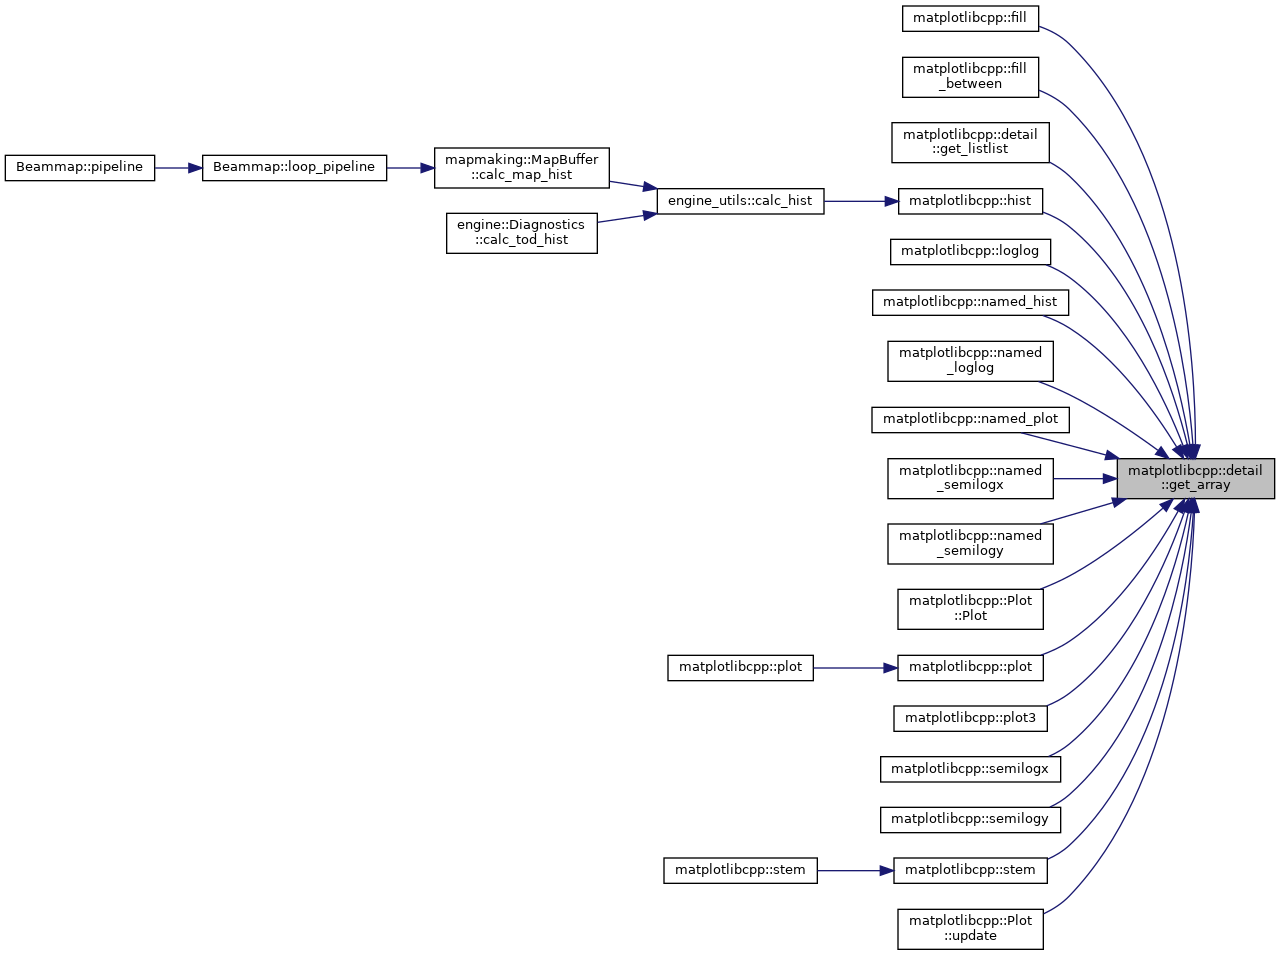 matplotlibcpp::fill
matplotlibcpp::fill
_between
matplotlibcpp::detail
::get_listlist
Beammap::pipeline
Beammap::loop_pipeline
mapmaking::MapBuffer
::calc_map_hist
engine_utils::calc_hist
matplotlibcpp::hist
engine::Diagnostics
::calc_tod_hist
matplotlibcpp::loglog
matplotlibcpp::named_hist
matplotlibcpp::named
_loglog
matplotlibcpp::named_plot
matplotlibcpp::named
_semilogx
matplotlibcpp::detail
::get_array
matplotlibcpp::named
_semilogy
matplotlibcpp::Plot
::Plot
matplotlibcpp::plot
matplotlibcpp::plot
matplotlibcpp::plot3
matplotlibcpp::semilogx
matplotlibcpp::semilogy
matplotlibcpp::stem
matplotlibcpp::stem
matplotlibcpp::Plot
::update